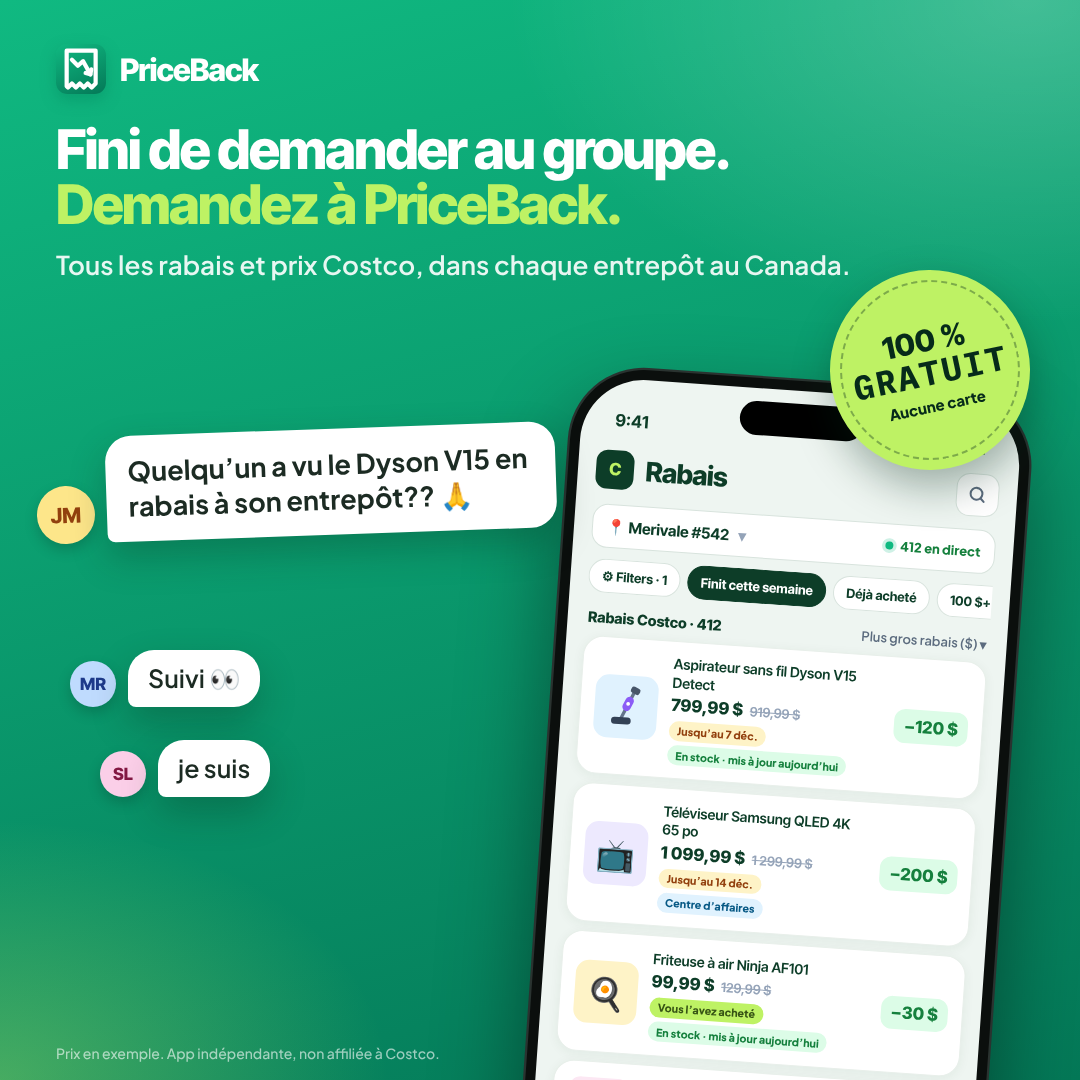 PriceBack
Fini de demander au groupe.
Demandez à PriceBack.
Tous les rabais et prix Costco, dans chaque entrepôt au Canada.
100 %
GRATUIT
Aucune carte
JM
Quelqu’un a vu le Dyson V15 en
rabais à son entrepôt?? 🙏
MR
Suivi 👀
SL
je suis
9:41
C
Rabais
📍 Merivale #542 ▼
412 en direct
⚙ Filters · 1
Finit cette semaine
Déjà acheté
100 $+
Rabais Costco · 412
Plus gros rabais ($) ▾
Aspirateur sans fil Dyson V15
Detect
799,99 $ 919,99 $
−120 $
Jusqu’au 7 déc.
En stock · mis à jour aujourd’hui
Téléviseur Samsung QLED 4K
65 po
1 099,99 $ 1 299,99 $
−200 $
Jusqu’au 14 déc.
Centre d’affaires
Friteuse à air Ninja AF101
99,99 $ 129,99 $
−30 $
Vous l’avez acheté
En stock · mis à jour aujourd’hui
Prix en exemple. App indépendante, non affiliée à Costco.